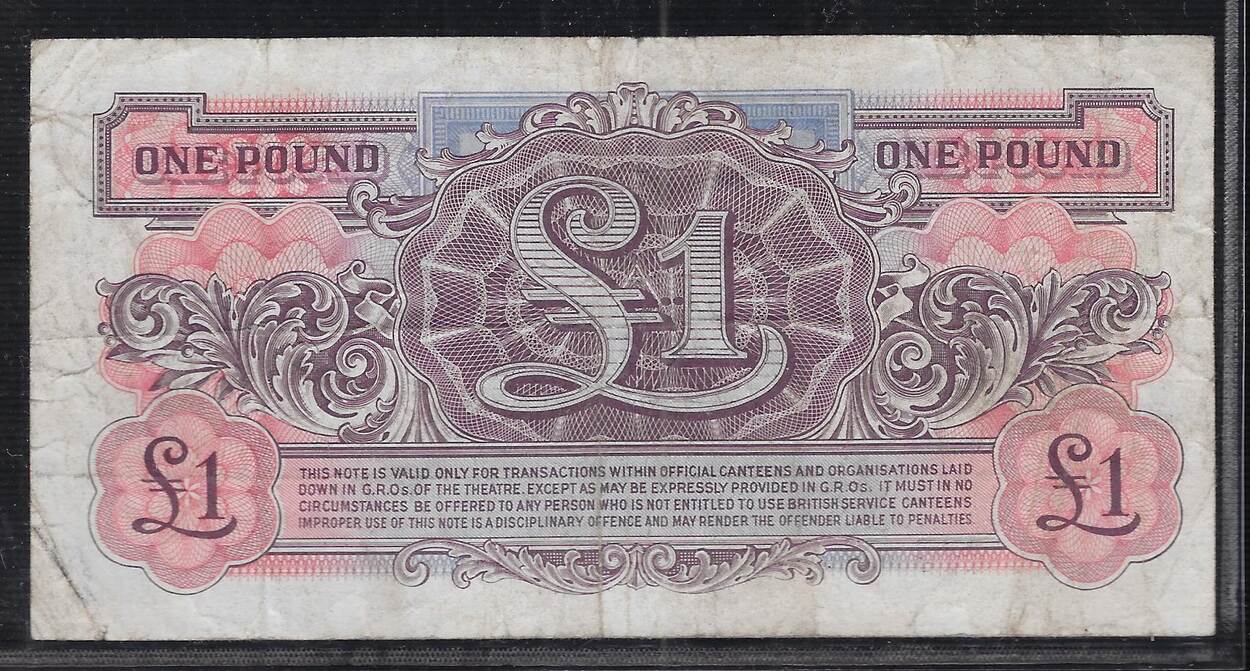 ONE POUND
ONE POUND
£1
THIS NOTE IS VALID ONLY FOR TRANSACTIONS WITHIN OFFICIAL CANTEENS AND ORGANISATIONS LAID
DOWN IN G.R.Os. OF THE THEATRE. EXCEPT AS MAY BE EXPRESSLY PROVIDED IN G.R.Os. IT MUST IN NO
CIRCUMSTANCES BE OFFERED TO ANY PERSON WHO IS NOT ENTITLED TO USE BRITISH SERVICE CANTEENS
IMPROPER USE OF THIS NOTE IS A DISCIPLINARY OFFENCE AND MAY RENDER THE OFFENDER LIABLE TO PENALTIES
£1
£1